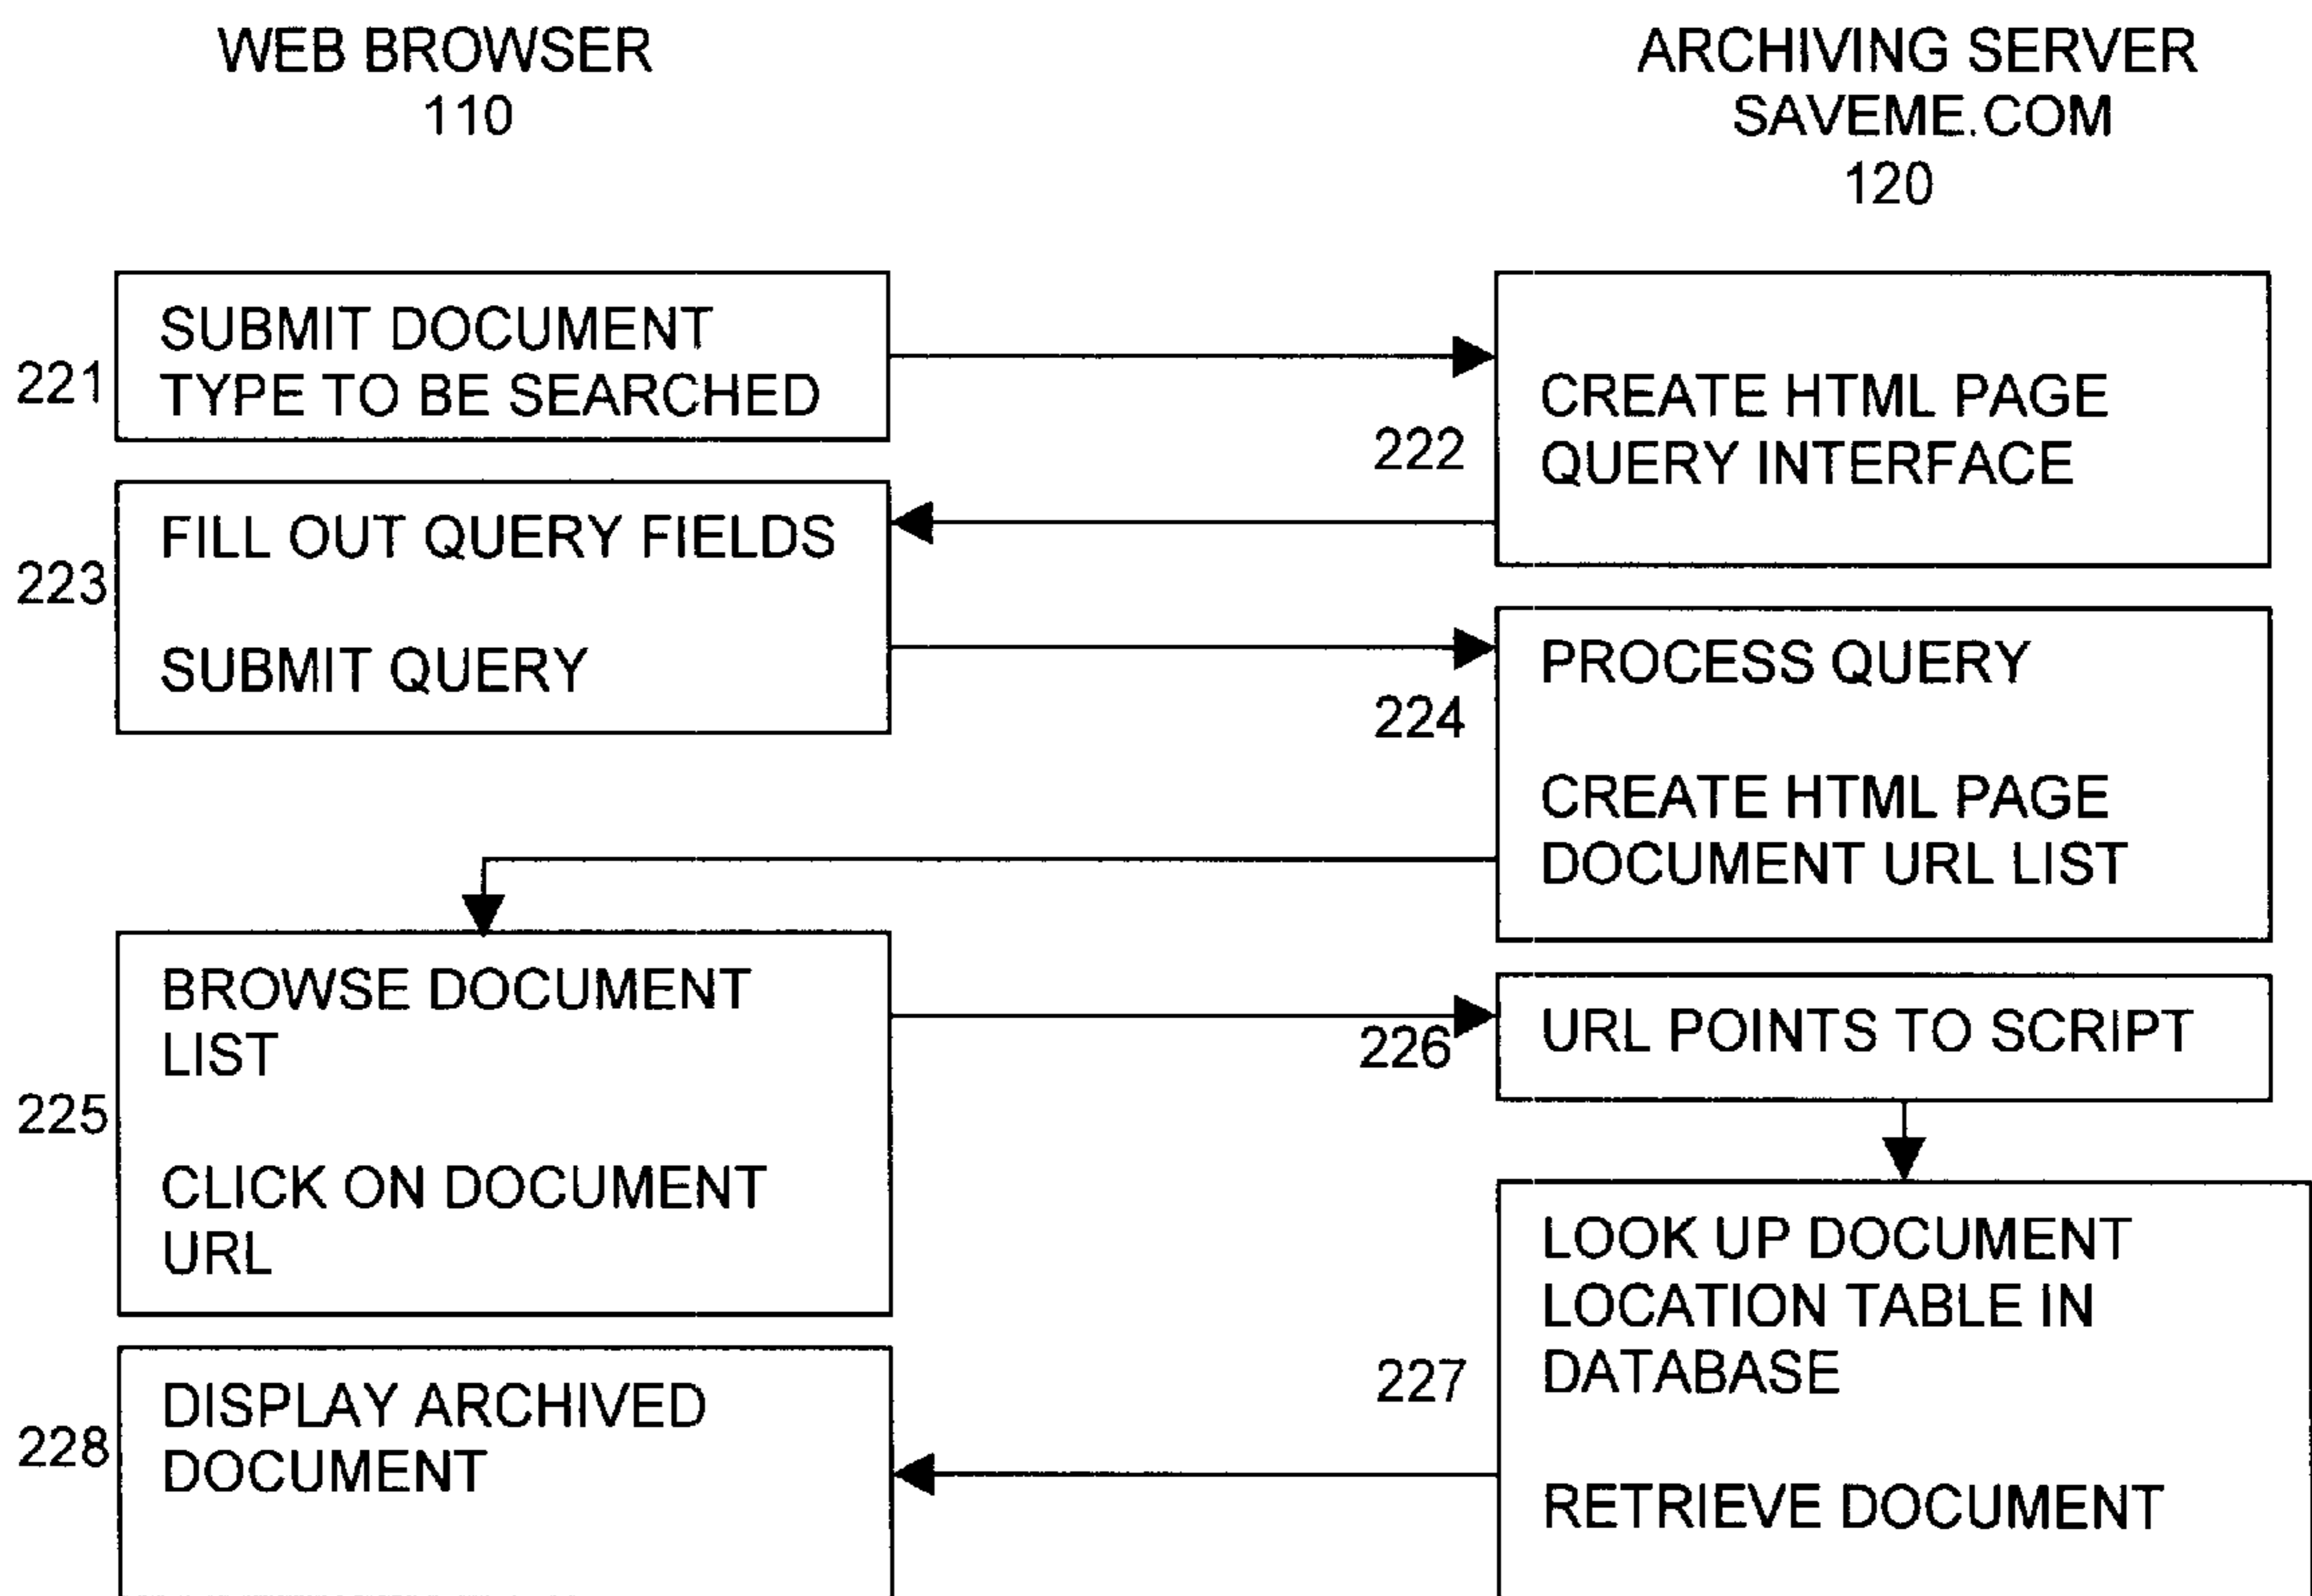 WEB BROWSER
110
ARCHIVING SERVER
SAVEME.COM
120
221
SUBMIT DOCUMENT
TYPE TO BE SEARCHED
222
CREATE HTML PAGE
QUERY INTERFACE
223
FILL OUT QUERY FIELDS
SUBMIT QUERY
224
PROCESS QUERY
CREATE HTML PAGE
DOCUMENT URL LIST
225
BROWSE DOCUMENT
LIST
CLICK ON DOCUMENT
URL
226
URL POINTS TO SCRIPT
227
LOOK UP DOCUMENT
LOCATION TABLE IN
DATABASE
RETRIEVE DOCUMENT
228
DISPLAY ARCHIVED
DOCUMENT